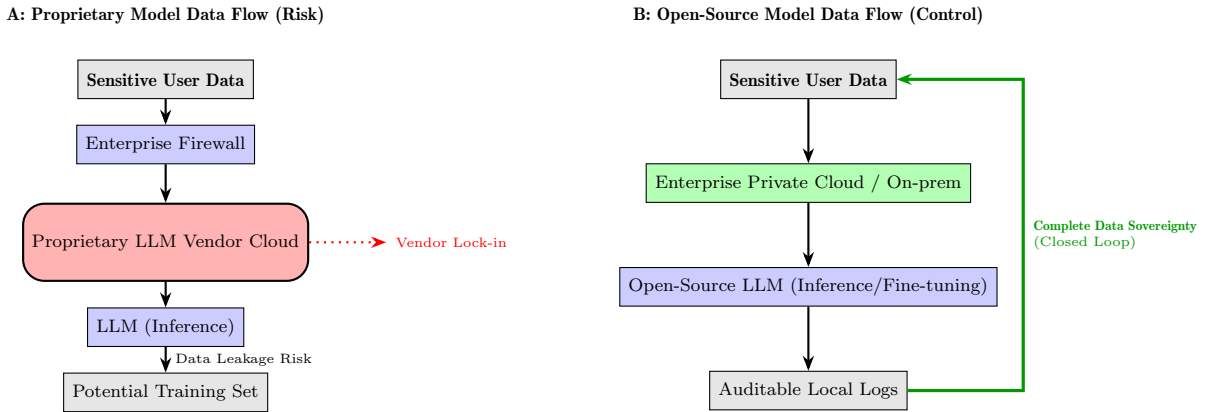 A: Proprietary Model Data Flow (Risk)
Sensitive User Data
Enterprise Firewall
Proprietary LLM Vendor Cloud
Vendor Lock-in
LLM (Inference)
Data Leakage Risk
Potential Training Set
B: Open-Source Model Data Flow (Control)
Sensitive User Data
Enterprise Private Cloud / On-prem
Complete Data Sovereignty
(Closed Loop)
Open-Source LLM (Inference/Fine-tuning)
Auditable Local Logs